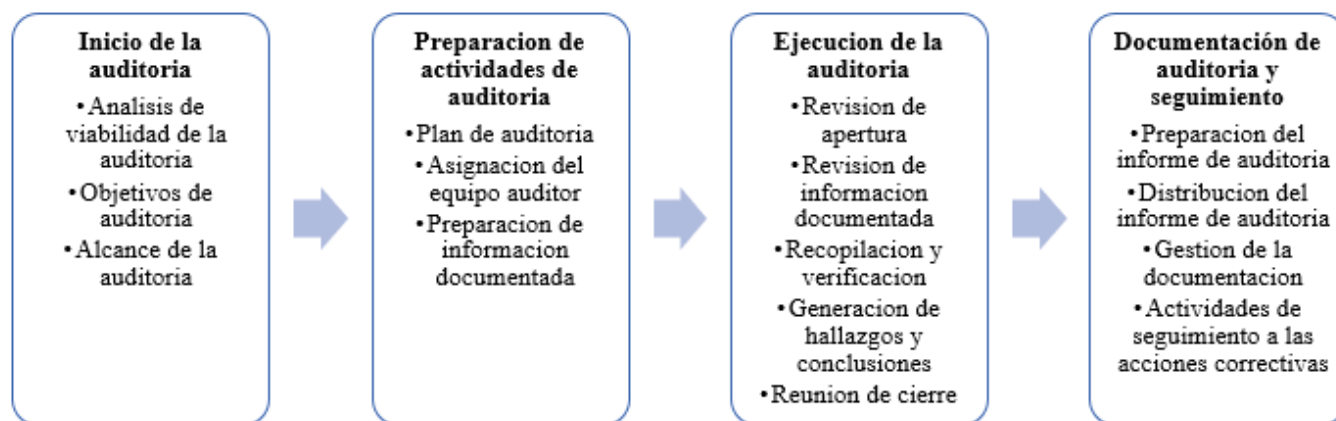 Inicio de la
auditoria
•Analisis de
viabilidad de la
auditoria
•Objetivos de
auditoria
•Alcance de la
auditoria
Preparacion de
actividades de
auditoria
•Plan de auditoria
•Asignacion del
equipo auditor
•Preparacion de
informacion
documentada
Ejecucion de la
auditoria
•Revision de
apertura
•Revision de
informacion
documentada
•Recopilacion y
verificacion
•Generacion de
hallazgos y
conclusiones
•Reunion de cierre
Documentación de
auditoria y
seguimiento
•Preparacion del
informe de auditoria
•Distribucion del
informe de auditoria
•Gestion de la
documentacion
•Actividades de
seguimiento a las
acciones correctivas